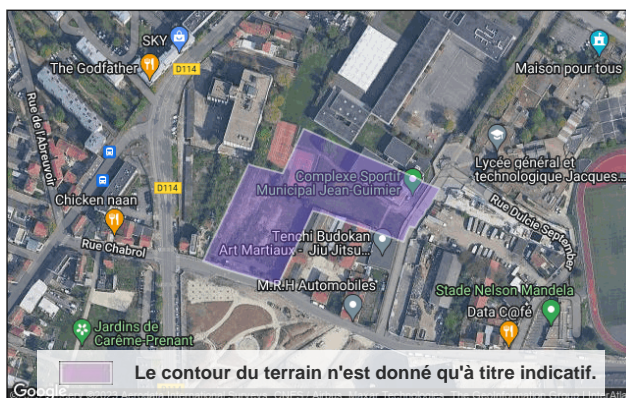 SKY
The Godfather
D114
Maison pour tous
Rue de l'Abreuvoir
Lycée général et
technologique Jacques...
Complexe Sportif
Municipal Jean-Guimier
D114
Chicken naan
Rue Dulcie Septembe
Rue Chabrol
Tenchi Budokan
Art Martiaux - Jiu Jitsu...
M.R.H Automobiles
Stade Nelson Mandela
Data C@fé
Jardins de
Carême-Prenant
Le contour du terrain n'est donné qu'à titre indicatif.
Google